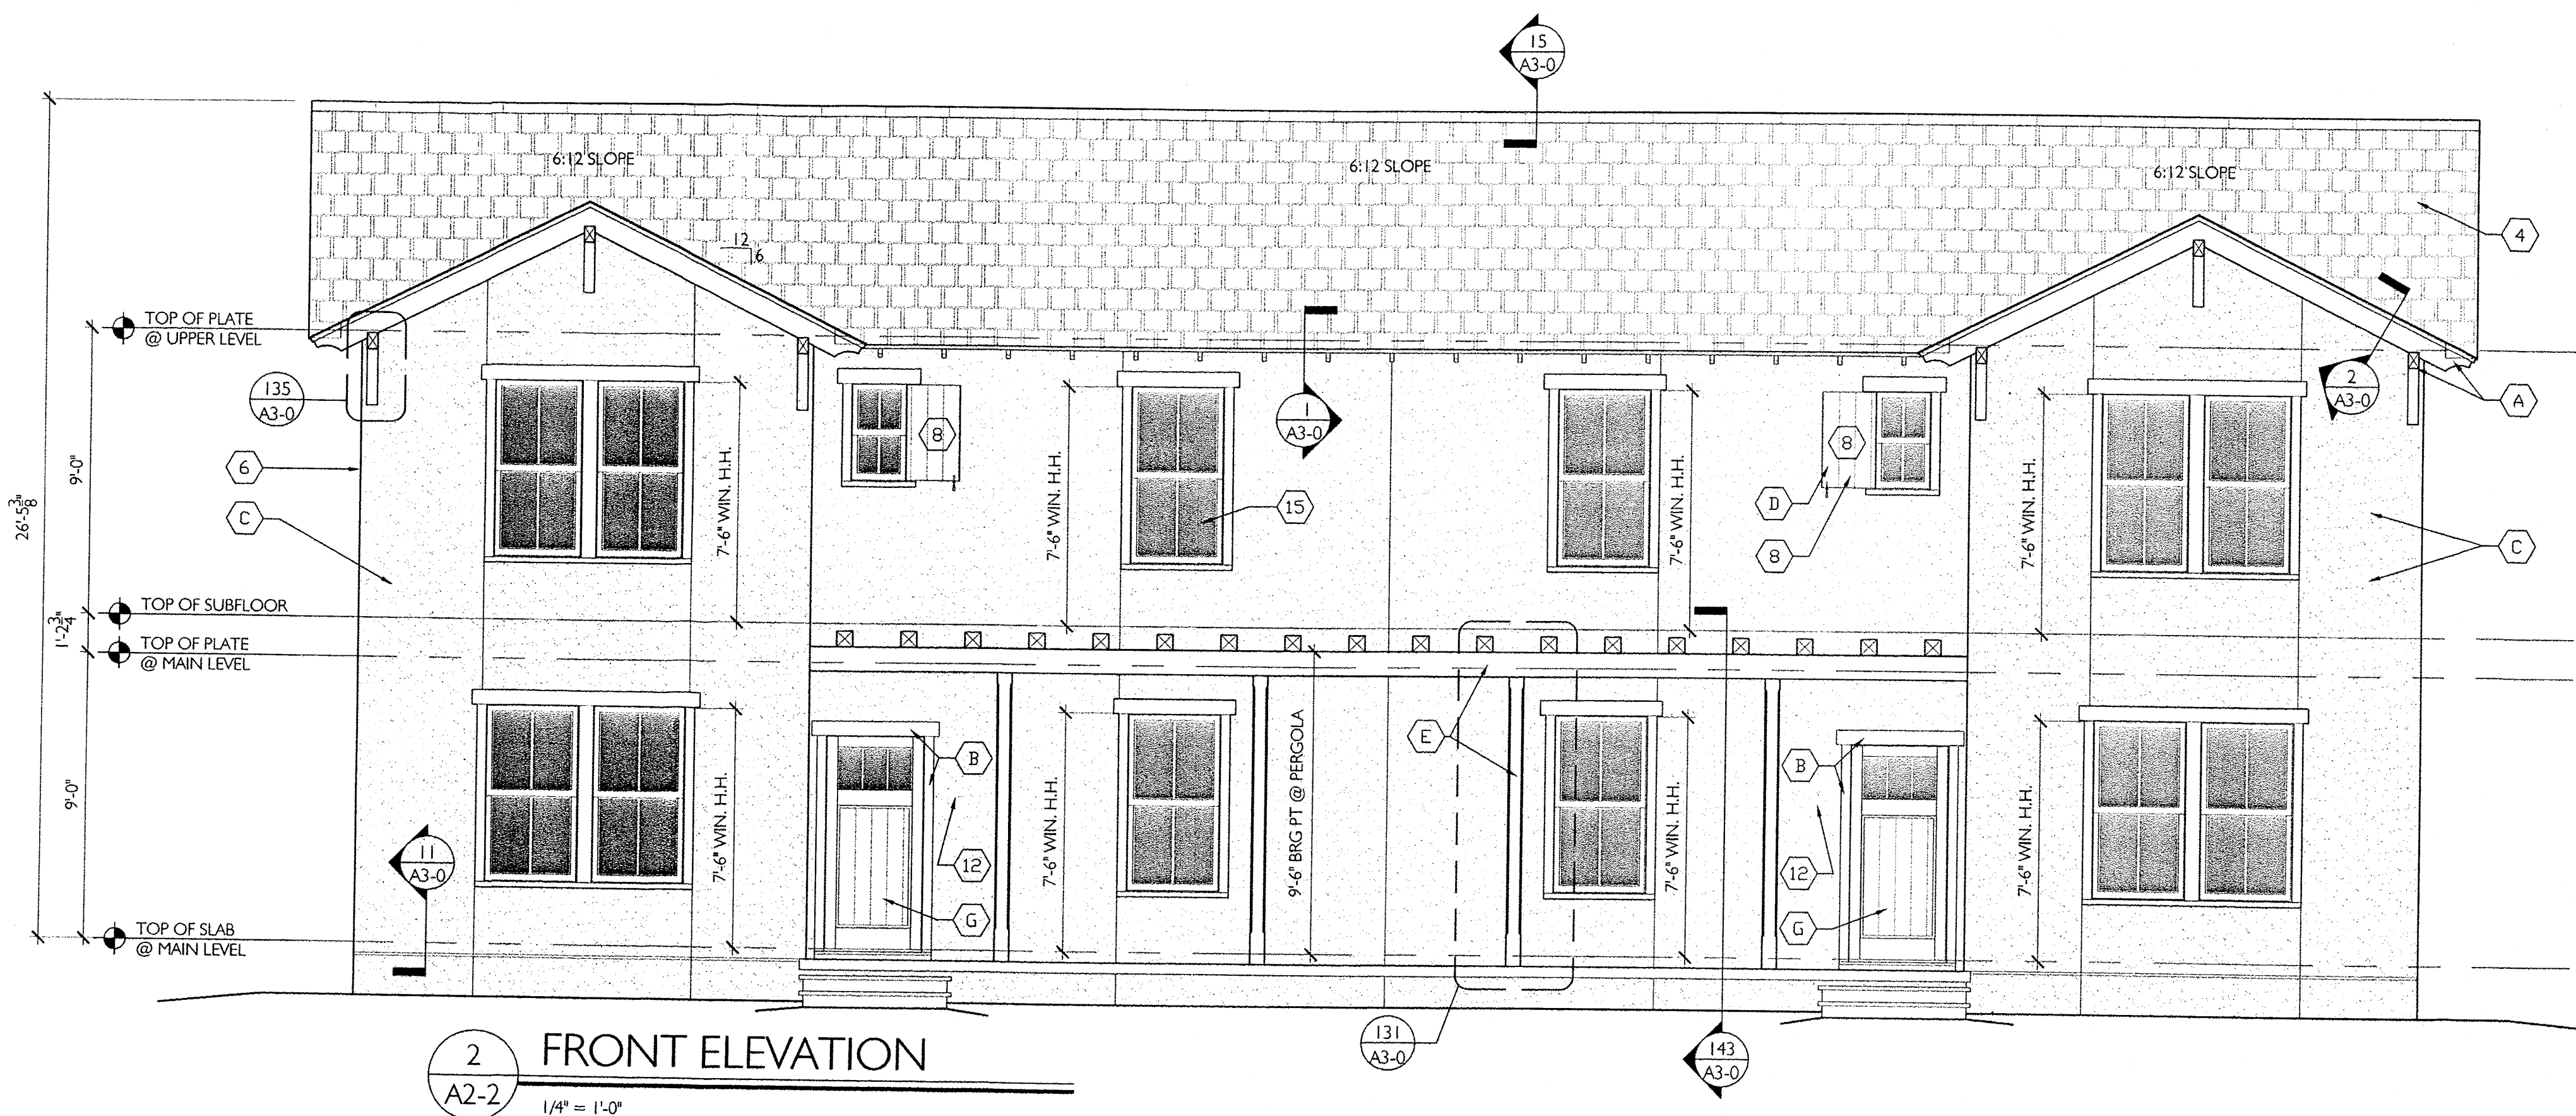 15
A3-0
6:12 SLOPE
6:12 SLOPE
6:12 SLOPE
4
12
6
TOP OF PLATE
@ UPPER LEVEL
135
A3-0
2
A3-0
A
1
A3-0
8
8
6
C
9'-0"
26'-5 3/8"
7'-6" WIN. H.H.
7'-6" WIN. H.H.
7'-6" WIN. H.H.
7'-6" WIN. H.H.
15
D
8
C
TOP OF SUBFLOOR
1'-2 3/4"
TOP OF PLATE
@ MAIN LEVEL
9'-0"
7'-6" WIN. H.H.
B
12
G
7'-6" WIN. H.H.
9'-6" BRG PT @ PERGOLA
E
7'-6" WIN. H.H.
B
12
G
7'-6" WIN. H.H.
11
A3-0
TOP OF SLAB
@ MAIN LEVEL
131
A3-0
143
A3-0
2
A2-2
FRONT ELEVATION
1/4" = 1'-0"